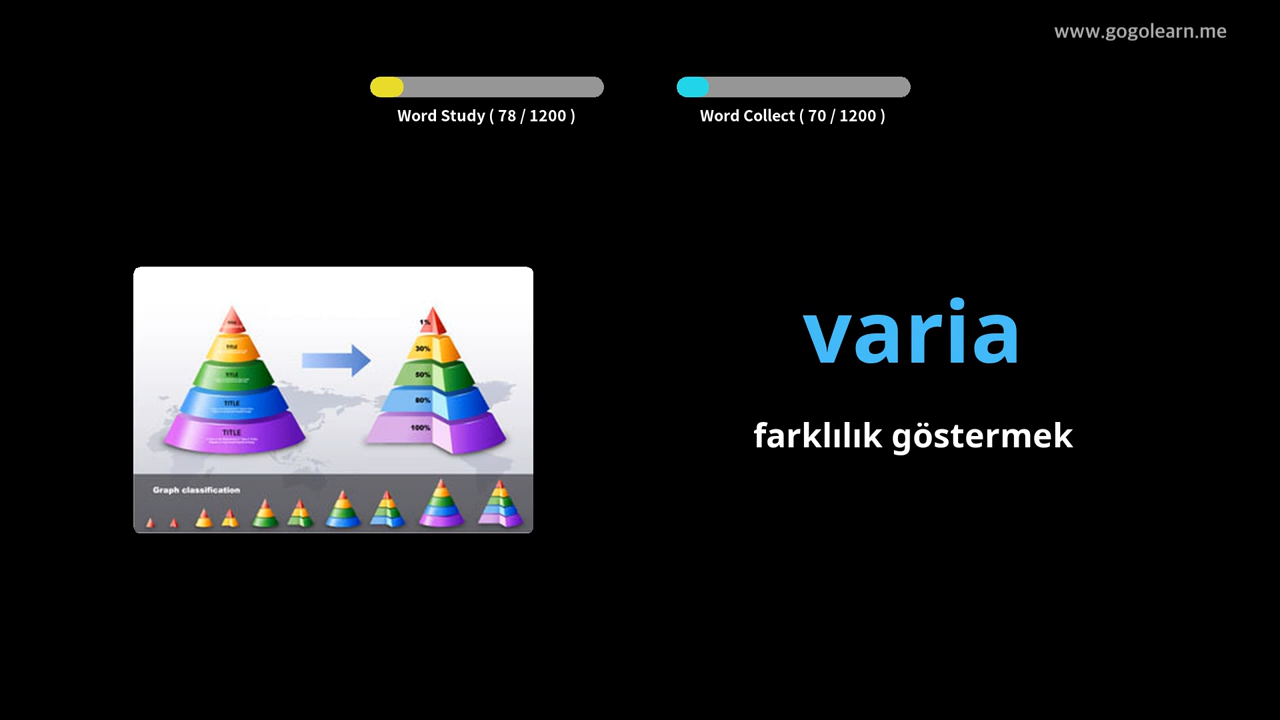 www.gogolearn.me
Word Study ( 78 / 1200 )
Word Collect ( 70 / 1200 )
varia
farklılık göstermek
TITLE
TITLE
TITLE
TITLE
1%
30%
50%
80%
100%
Graph classification